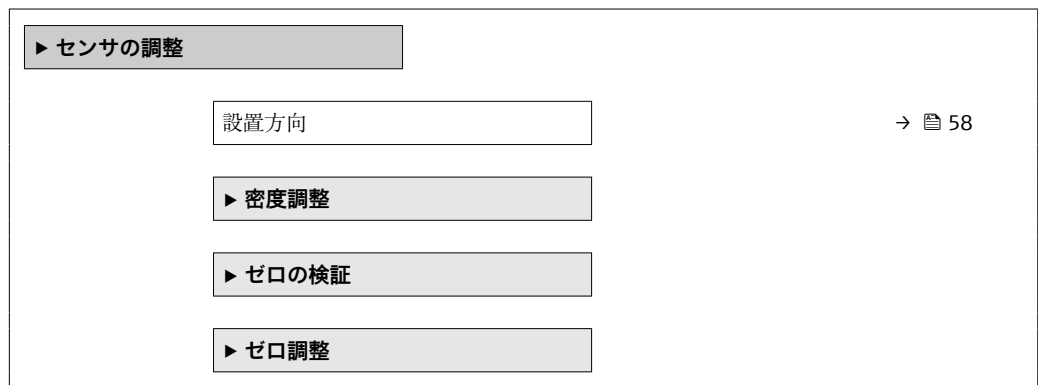 ▶ センサの調整
設置方向 → 58
▶ 密度調整
▶ ゼロの検証
▶ ゼロ調整